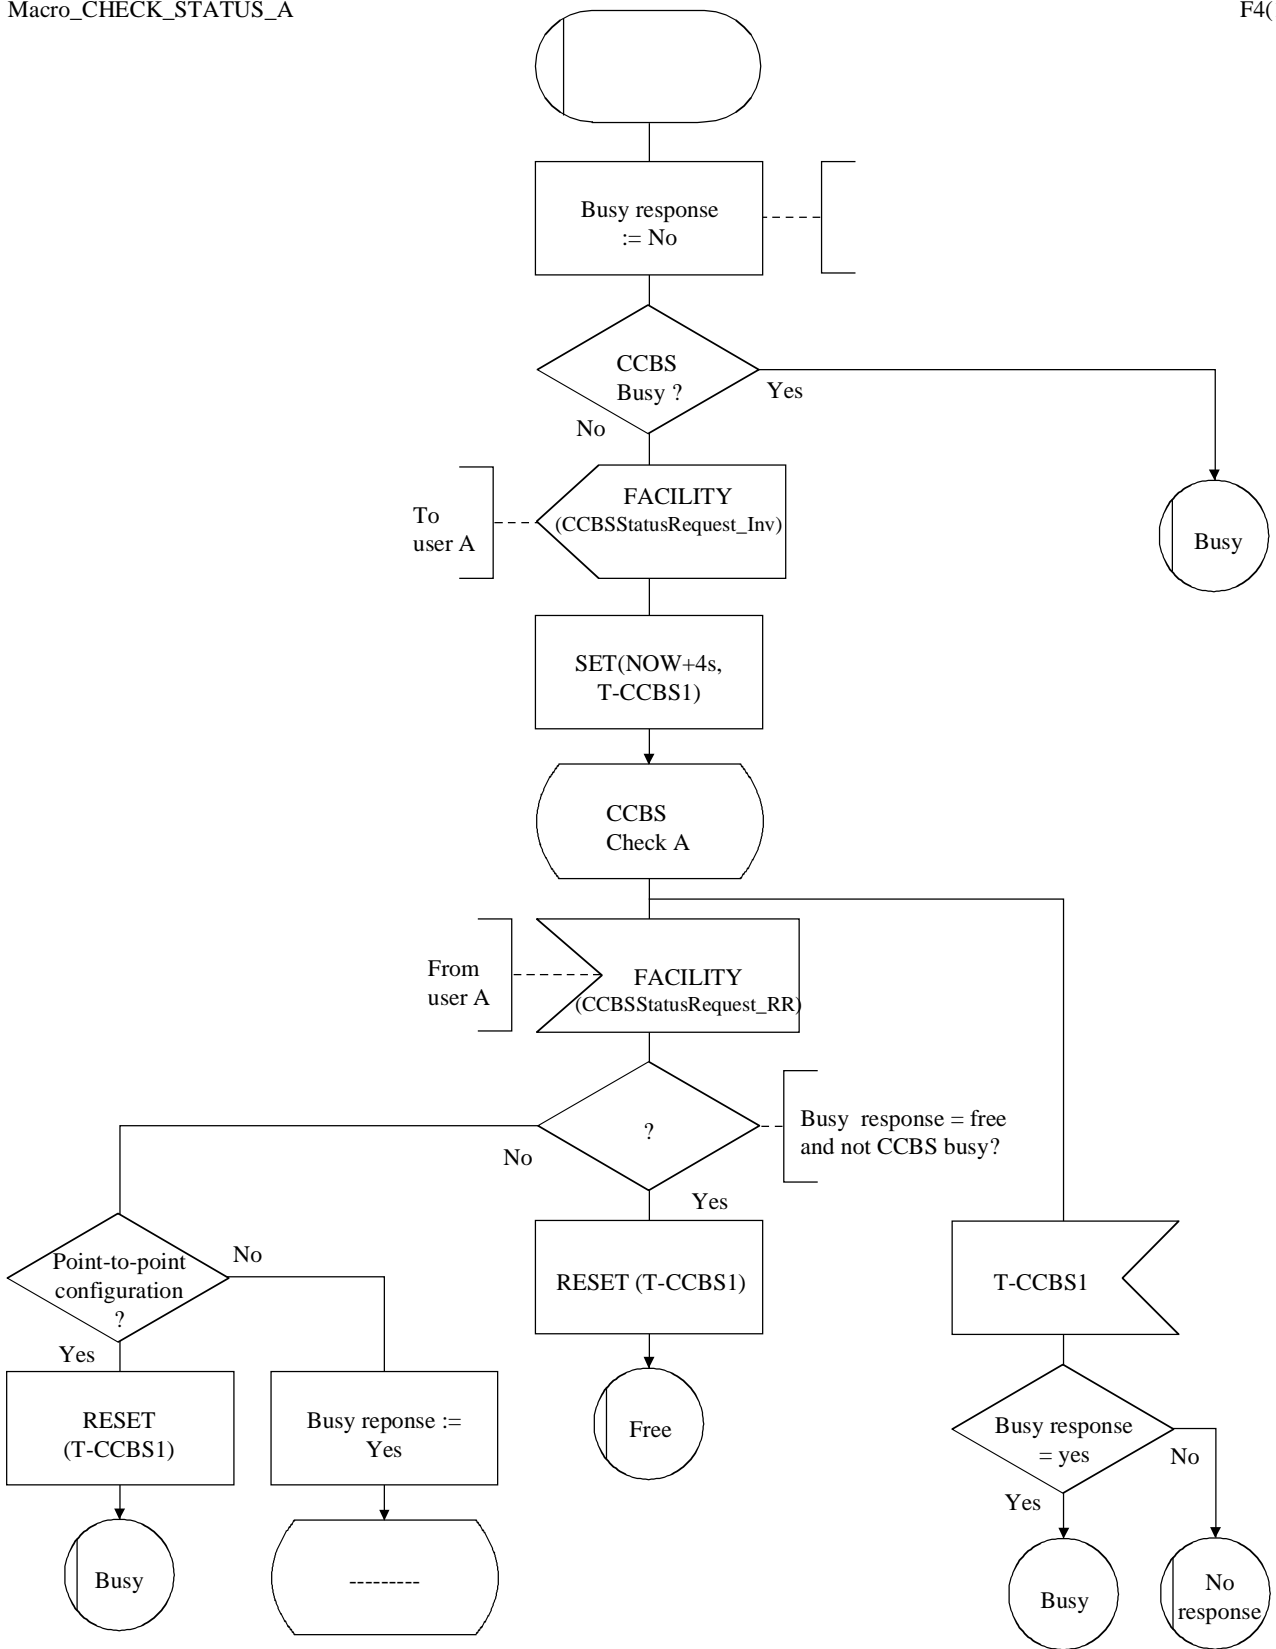 Macro_CHECK_STATUS_A
F4(
Busy response
:= No
CCBS
Busy ?
Yes
No
To
user A
FACILITY
(CCBSStatusRequest_Inv)
Busy
SET(NOW+4s,
T-CCBS1)
CCBS
Check A
From
user A
FACILITY
(CCBSStatusRequest_RR)
?
Busy response = free
and not CCBS busy?
No
Yes
Point-to-point
configuration
?
No
Yes
RESET (T-CCBS1)
T-CCBS1
RESET
(T-CCBS1)
Busy reponse :=
Yes
Free
Busy response
= yes
No
Yes
Busy
---------
Busy
No
response